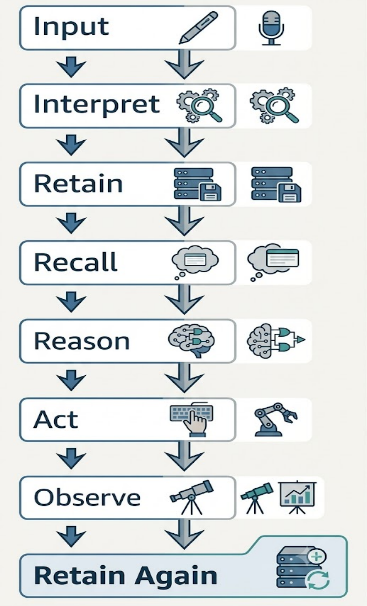 Input
Interpret
Retain
Recall
Reason
Act
Observe
Retain Again